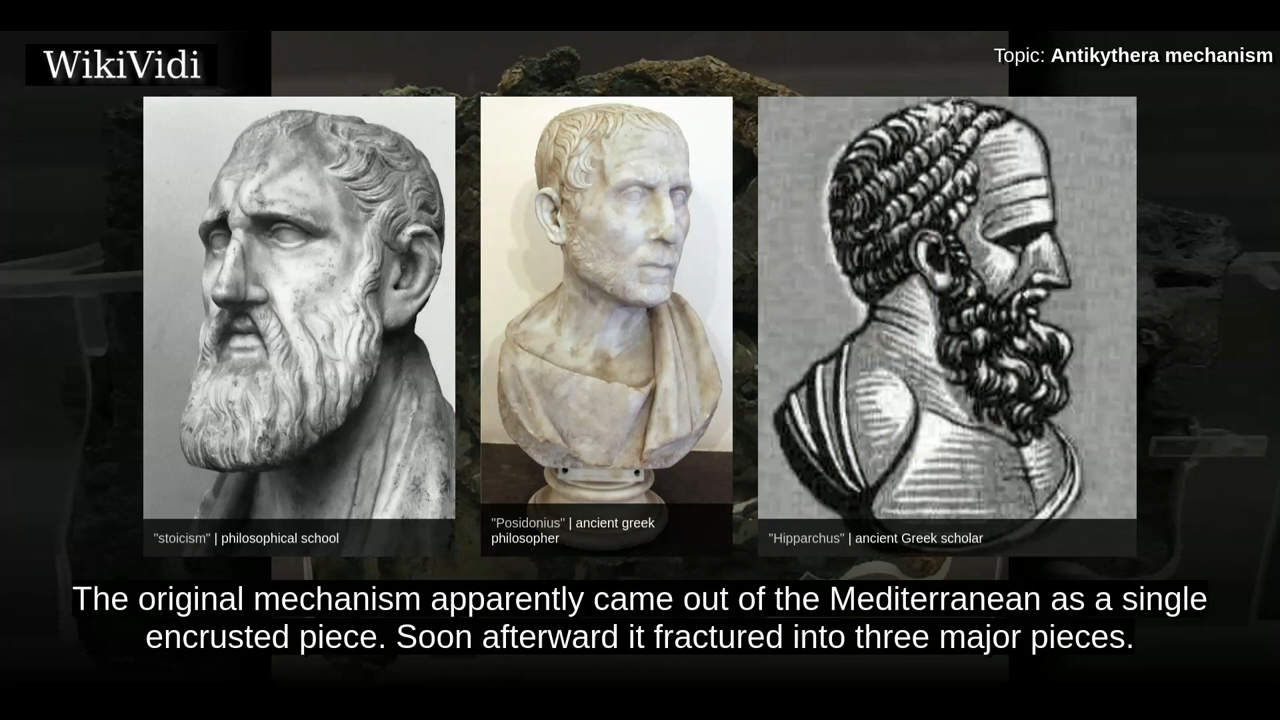 WikiVidi
Topic: Antikythera mechanism
"stoicism" | philosophical school
"Posidonius" | ancient greek
philosopher
"Hipparchus" | ancient Greek scholar
The original mechanism apparently came out of the Mediterranean as a single
encrusted piece. Soon afterward it fractured into three major pieces.